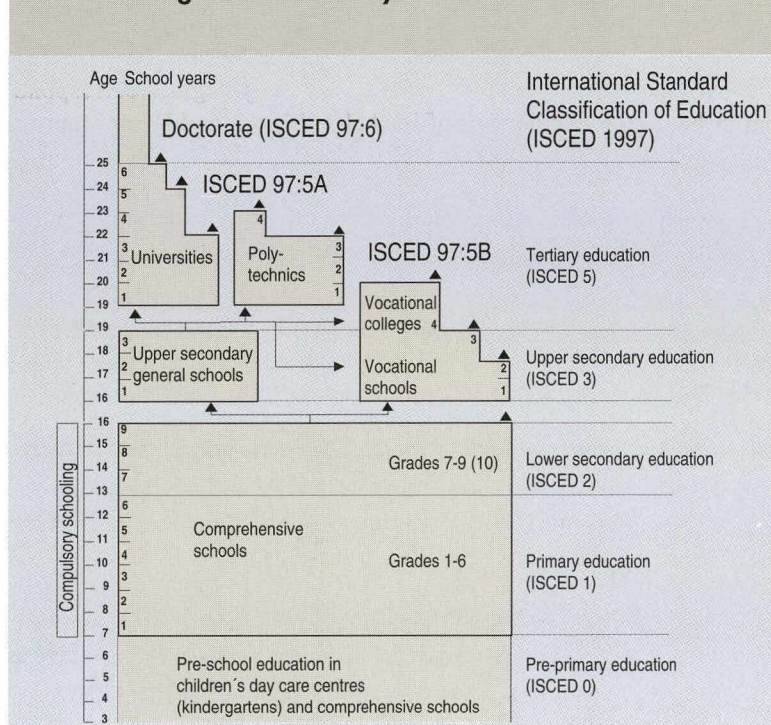 Age School years
International Standard
Classification of Education
(ISCED 1997)
Doctorate (ISCED 97:6)
25
6
24
5
ISCED 97:5A
23
4
4
22
3
Universities
Poly-
technics
3
ISCED 97:5B
Tertiary education
(ISCED 5)
21
2
2
20
1
1
19
Vocational
colleges
4
19
3
3
18
Upper secondary
general schools
2
Vocational
schools
2
Upper secondary education
(ISCED 3)
17
1
1
16
16
9
15
8
Grades 7-9 (10)
Lower secondary education
(ISCED 2)
14
7
13
6
12
5
Comprehensive
schools
11
4
Grades 1-6
Primary education
(ISCED 1)
10
3
9
2
8
1
7
Compulsory schooling
6
Pre-school education in
children´s day care centres
(kindergartens) and comprehensive schools
Pre-primary education
(ISCED 0)
5
4
3